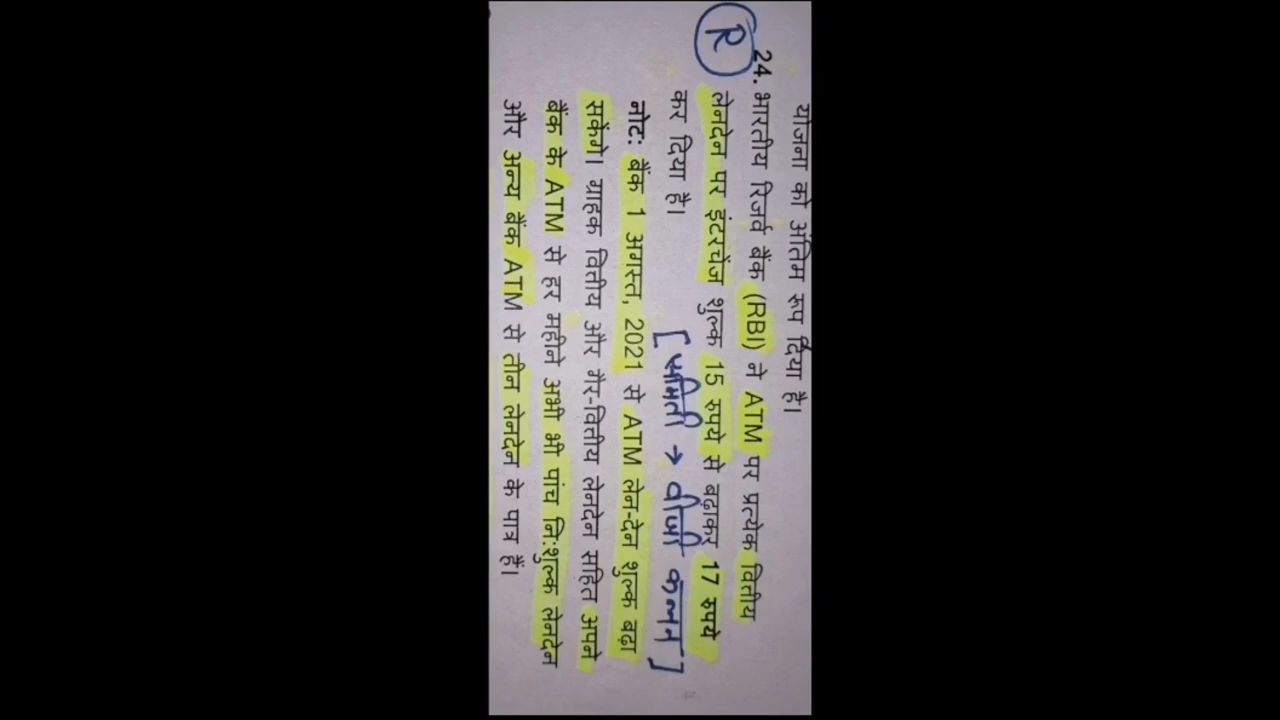 योजना को अंतिम रूप दिया है।
24. भारतीय रिजर्व बैंक (RBI) ने ATM पर प्रत्येक वित्तीय
R
लेनदेन पर इंटरचेंज शुल्क 15 रुपये से बढ़ाकर 17 रुपये
कर दिया है।
[समिती → वीजी कन्नन]
नोटः बैंक 1 अगस्त, 2021 से ATM लेन-देन शुल्क बढ़ा
सकेंगे। ग्राहक वित्तीय और गैर-वित्तीय लेनदेन सहित अपने
बैंक के ATM से हर महीने अभी भी पांच नि:शुल्क लेनदेन
और अन्य बैंक ATM से तीन लेनदेन के पात्र हैं।